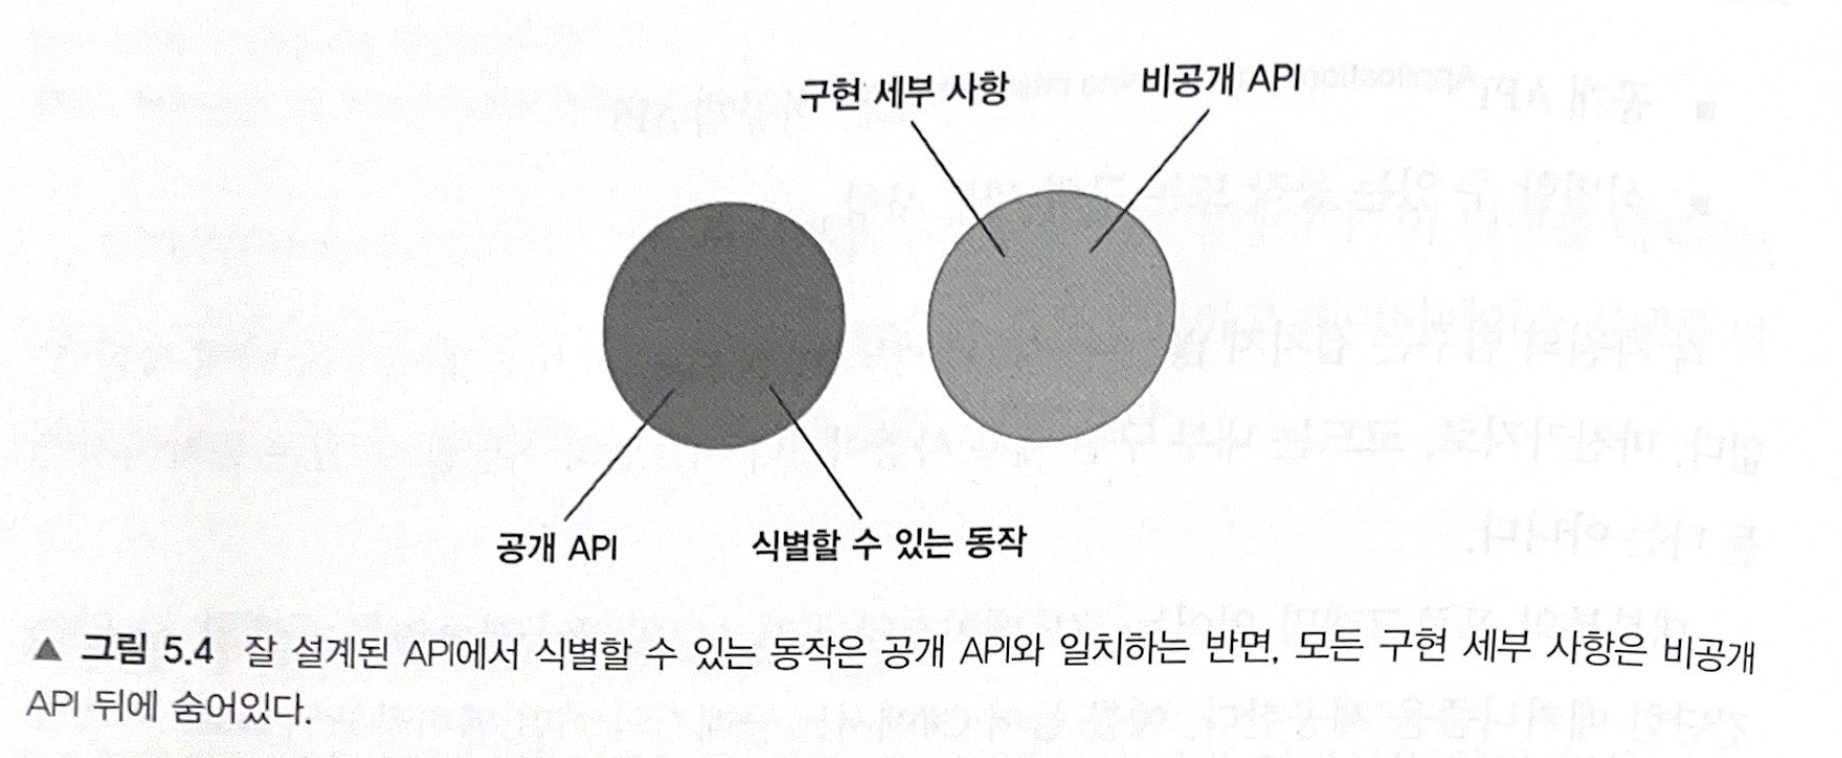 구현 세부 사항 비공개 API
공개 API 식별할 수 있는 동작
▲ 그림 5.4 잘 설계된 API에서 식별할 수 있는 동작은 공개 API와 일치하는 반면, 모든 구현 세부 사항은 비공개
API 뒤에 숨어있다.